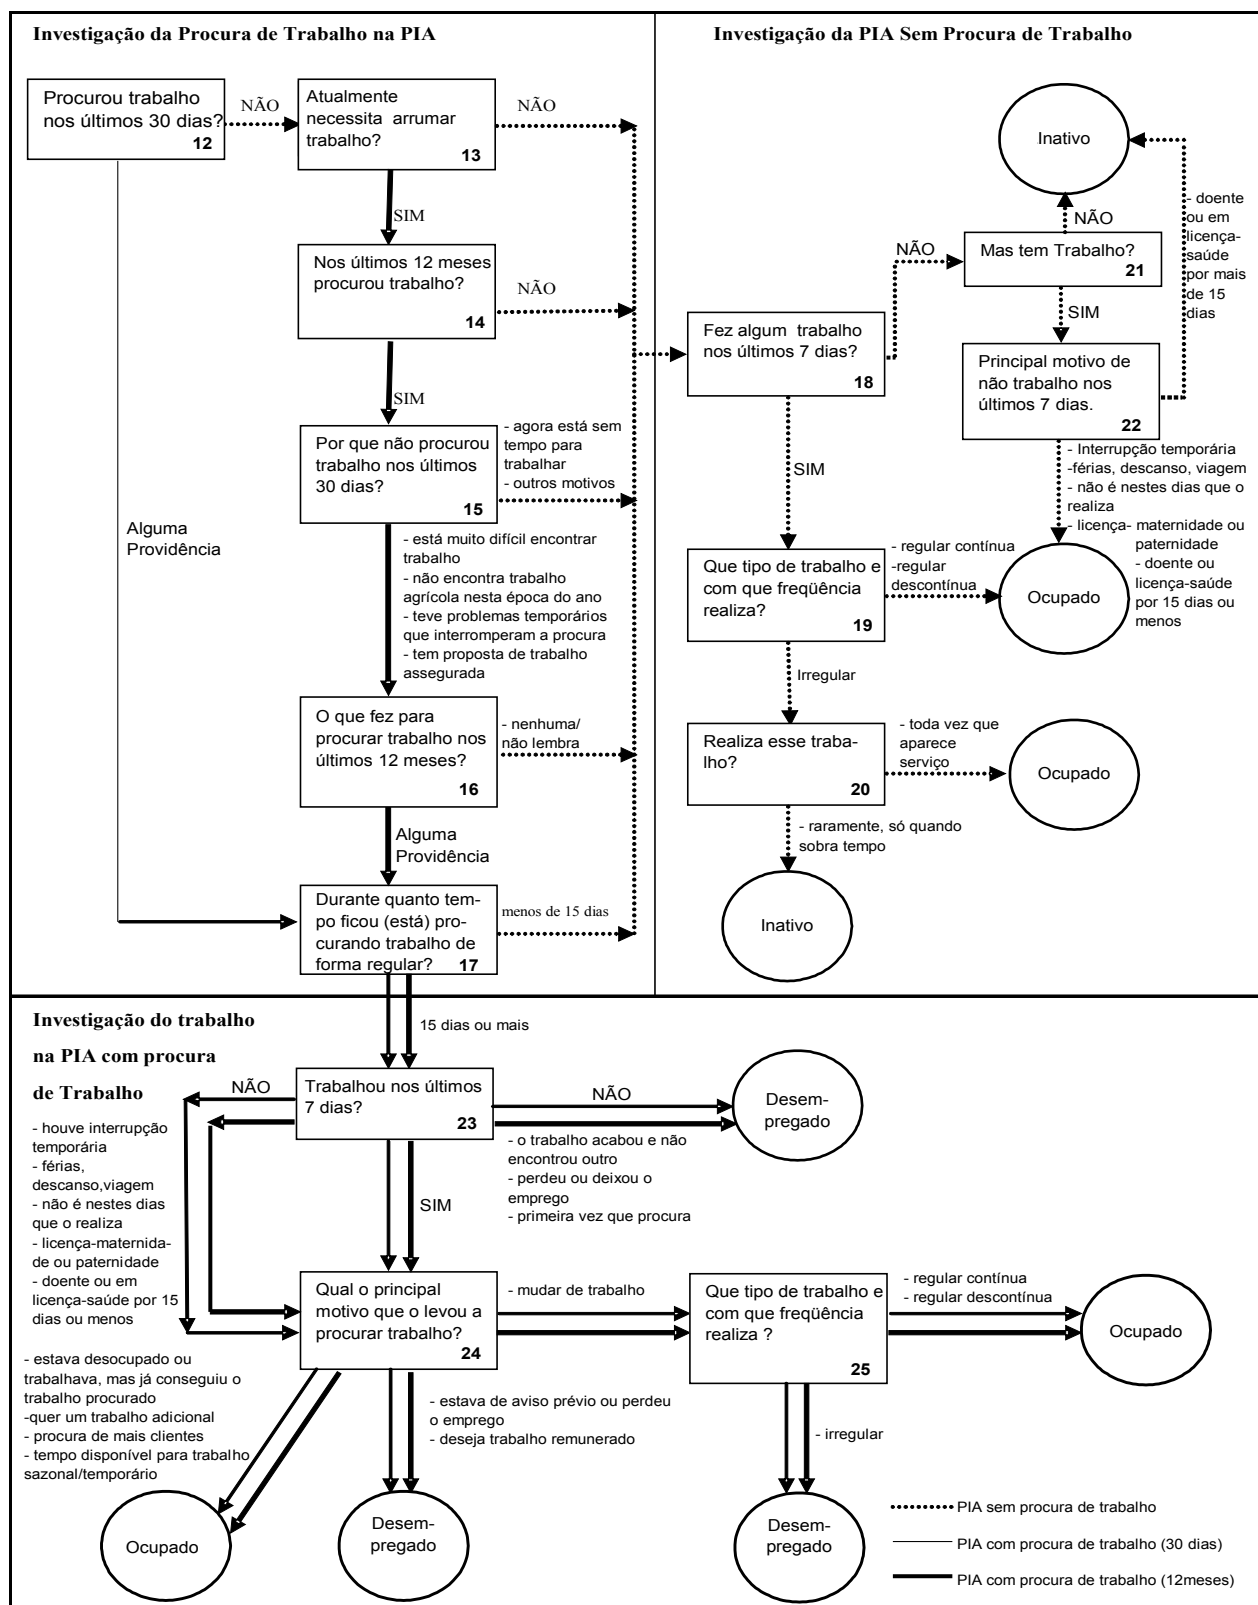 Investigação da Procura de Trabalho na PIA
Procurou trabalho
nos últimos 30 dias?
12
NÃO
Atualmente
necessita arrumar
trabalho?
13
NÃO
SIM
Nos últimos 12 meses
procurou trabalho?
14
NÃO
SIM
Por que não procurou
trabalho nos últimos
30 dias?
15
- agora está sem
tempo para
trabalhar
- outros motivos
Alguma
Providência
- está muito difícil encontrar
trabalho
- não encontra trabalho
agrícola nesta época do ano
- teve problemas temporários
que interromperam a procura
- tem proposta de trabalho
assegurada
O que fez para
procurar trabalho nos
últimos 12 meses?
16
- nenhuma/
não lembra
Alguma
Providência
Durante quanto tem-
po ficou (está) pro-
curando trabalho de
forma regular?
17
menos de 15 dias
Investigação da PIA Sem Procura de Trabalho
Inativo
- doente
ou em
licença-
saúde
por mais
de 15
dias
NÃO
NÃO
Mas tem Trabalho?
21
SIM
Fez algum trabalho
nos últimos 7 dias?
18
Principal motivo de
não trabalho nos
últimos 7 dias.
22
SIM
- Interrupção temporária
-férias, descanso, viagem
- não é nestes dias que o
realiza
- licença- maternidade ou
paternidade
- doente ou
licença-saúde
por 15 dias ou
menos
Que tipo de trabalho e
com que freqüência
realiza?
19
- regular contínua
-regular
descontínua
Ocupado
Irregular
Realiza esse traba-
lho?
20
- toda vez que
aparece
serviço
Ocupado
- raramente, só quando
sobra tempo
Inativo
Investigação do trabalho
na PIA com procura
de Trabalho
15 dias ou mais
NÃO
Trabalhou nos últimos
7 dias?
23
NÃO
Desem-
pregado
- houve interrupção
temporária
- férias,
descanso,viagem
- não é nestes dias
que o realiza
- licença-maternida-
de ou paternidade
- doente ou em
licença-saúde por 15
dias ou menos
- o trabalho acabou e não
encontrou outro
- perdeu ou deixou o
emprego
- primeira vez que procura
SIM
Qual o principal
motivo que o levou a
procurar trabalho?
24
- mudar de trabalho
Que tipo de trabalho e
com que freqüência
realiza ?
25
- regular contínua
- regular descontínua
Ocupado
- estava desocupado ou
trabalhava, mas já conseguiu o
trabalho procurado
-quer um trabalho adicional
- procura de mais clientes
- tempo disponível para trabalho
sazonal/temporário
- estava de aviso prévio ou perdeu
o emprego
- deseja trabalho remunerado
- irregular
Ocupado
Desem-
pregado
Desem-
pregado
PIA sem procura de trabalho
PIA com procura de trabalho (30 dias)
PIA com procura de trabalho (12meses)